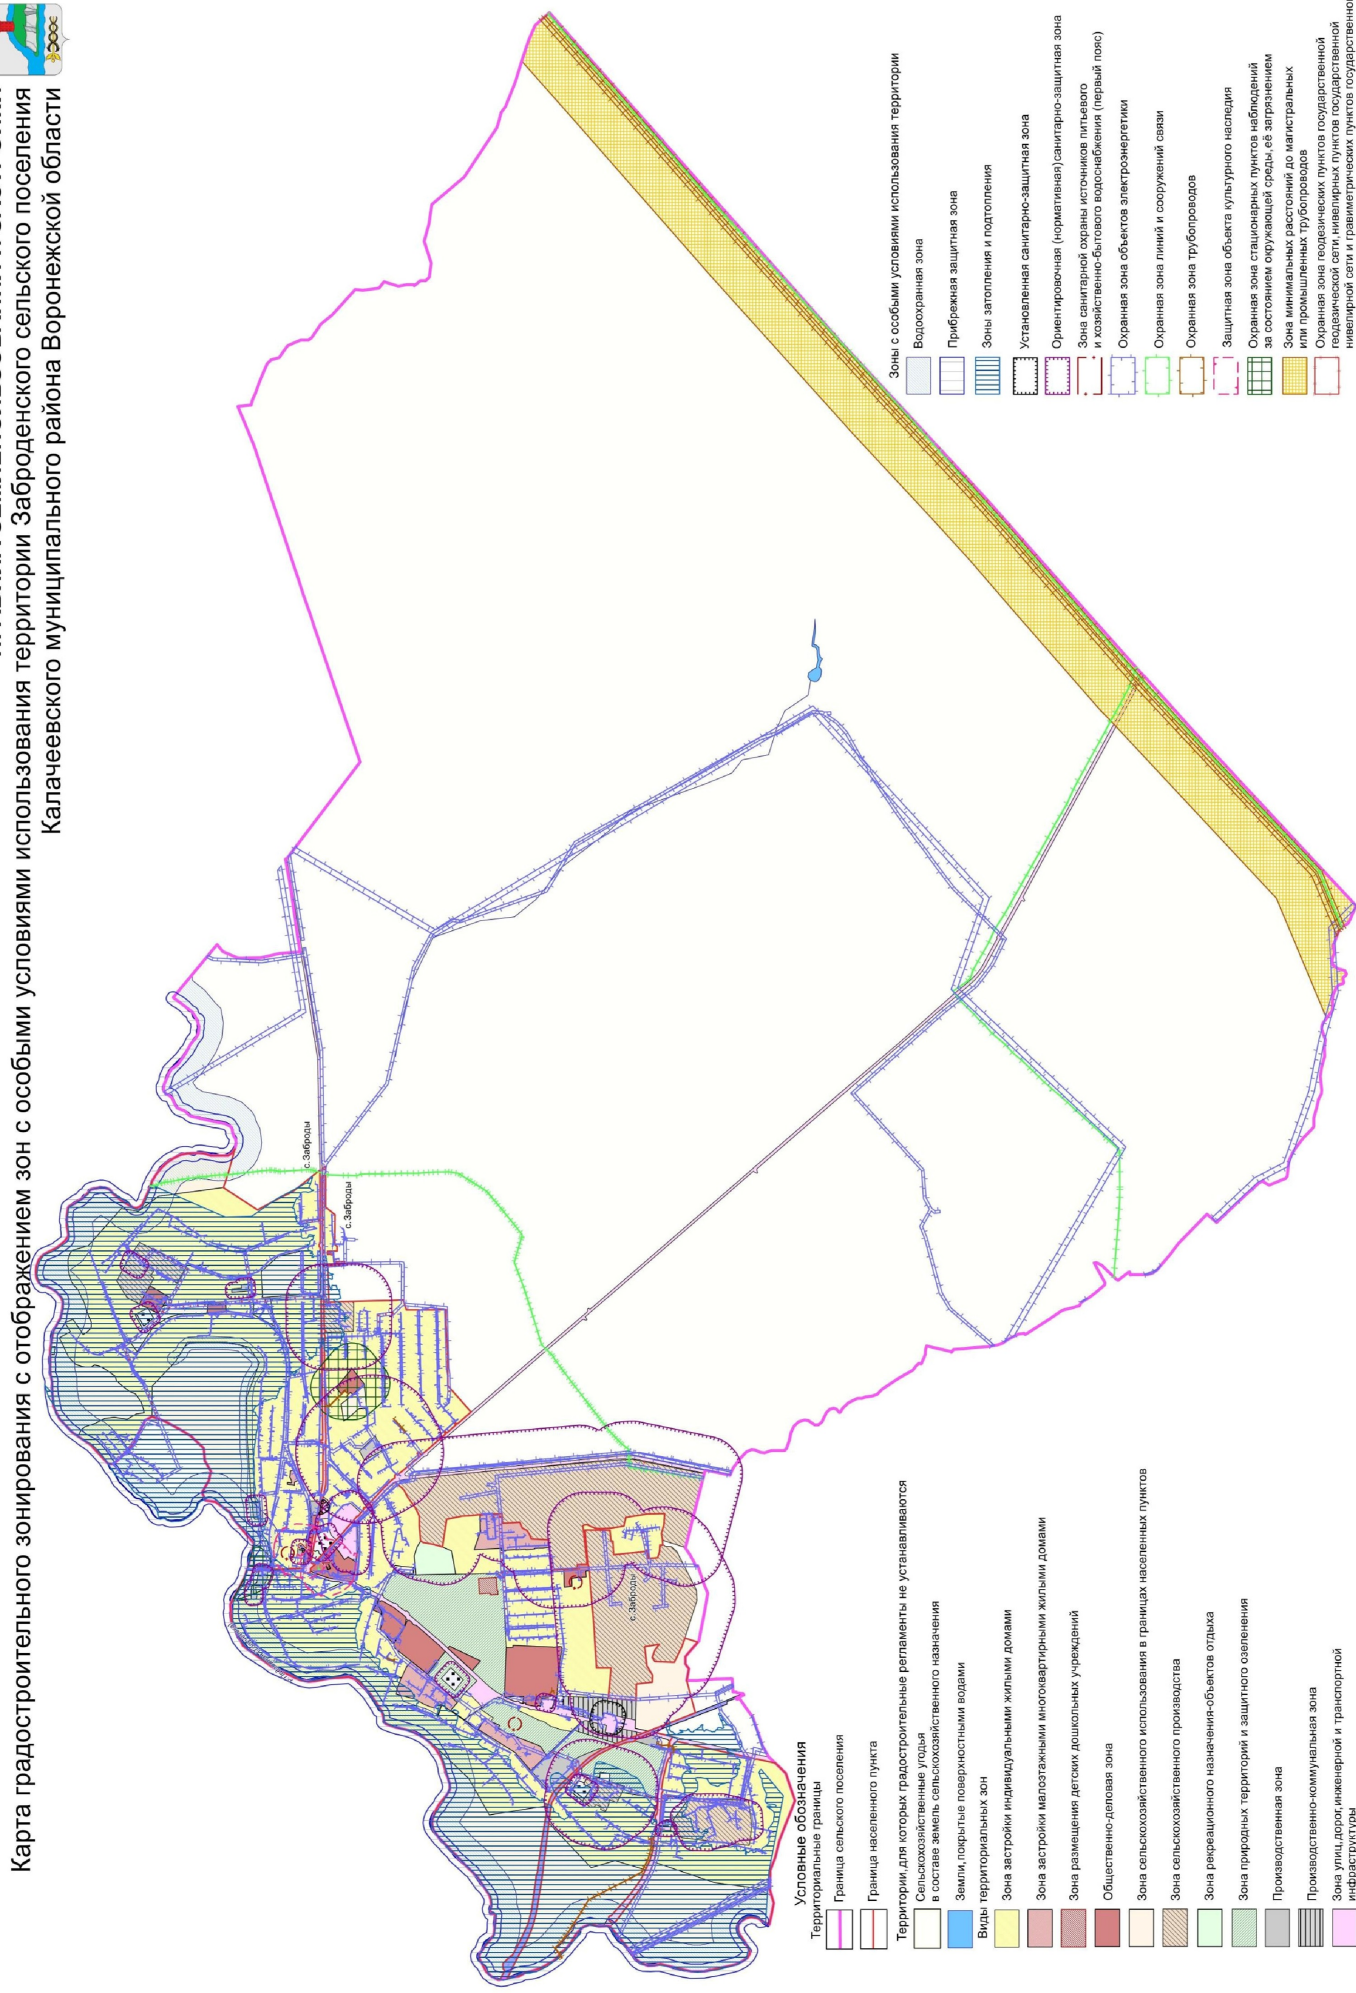 Карта градостроительного зонирования с отображением зон с особыми условиями использования территории Заброденского сельского поселения
Калачеевского муниципального района Воронежской области
с. Заброды
с. Заброды
с. Заброды
Условные обозначения
Территориальные границы
Граница сельского поселения
Граница населенного пункта
Территории, для которых градостроительные регламенты не устанавливаются
Сельскохозяйственные угодья
в составе земель сельскохозяйственного назначения
Земли, покрытые поверхностными водами
Виды территориальных зон
Зона застройки индивидуальными жилыми домами
Зона застройки малоэтажными многоквартирными жилыми домами
Зона размещения детских дошкольных учреждений
Общественно-деловая зона
Зона сельскохозяйственного использования в границах населенных пунктов
Зона сельскохозяйственного производства
Зона рекреационного назначения-объектов отдыха
Зона природных территорий и защитного озеленения
Производственная зона
Производственно-коммунальная зона
Зона улиц, дорог, инженерной и транспортной
инфраструктуры
Зоны с особыми условиями использования территории
Водоохранная зона
Прибрежная защитная зона
Зоны затопления и подтопления
Установленная санитарно-защитная зона
Ориентировочная (нормативная) санитарно-защитная зона
Зона санитарной охраны источников питьевого
и хозяйственно-бытового водоснабжения (первый пояс)
Охранная зона объектов электроэнергетики
Охранная зона линий и сооружений связи
Охранная зона трубопроводов
Защитная зона объекта культурного наследия
Охранная зона стационарных пунктов наблюдений
за состоянием окружающей среды, её загрязнением
Зона минимальных расстояний до магистральных
или промышленных трубопроводов
Охранная зона геодезических пунктов государственной
геодезической сети, нивелирных пунктов государственной
нивелирной сети и гравиметрических пунктов государственной